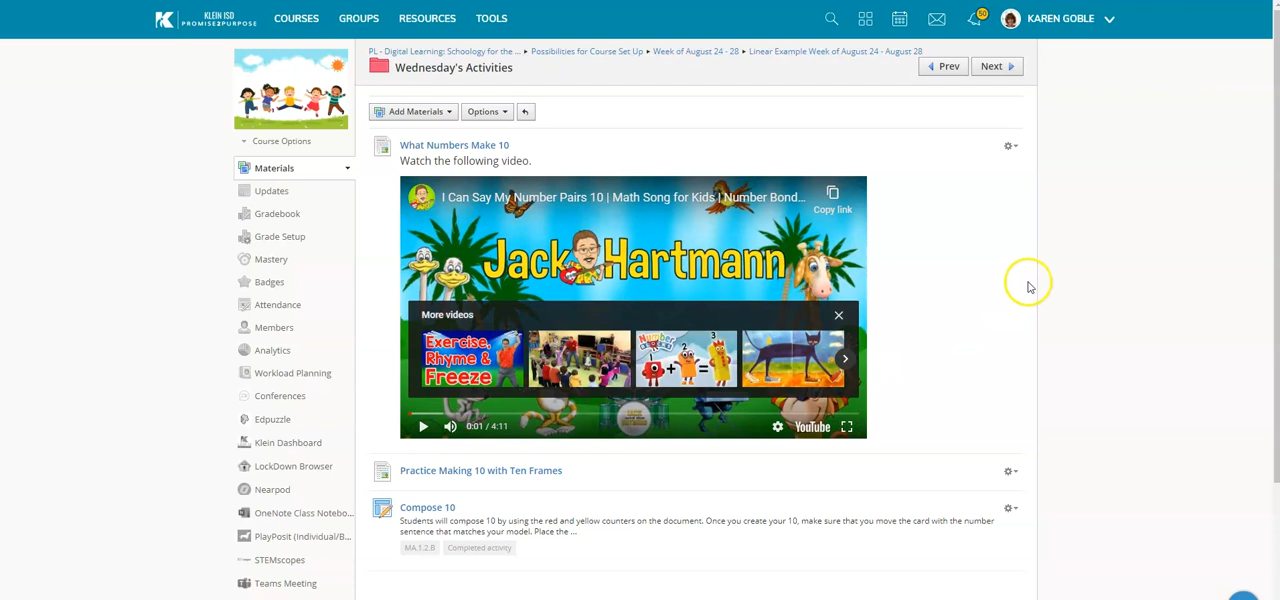 KLEIN ISD
PROMISE2PURPOSE
COURSES
GROUPS
RESOURCES
TOOLS
50
KAREN GOBLE
PL - Digital Learning: Schoology for the ... ▸ Possibilities for Course Set Up ▸ Week of August 24 - 28 ▸ Linear Example Week of August 24 - August 28
Wednesday's Activities
Prev
Next
Add Materials
Options
Course Options
Materials
Updates
Gradebook
Grade Setup
Mastery
Badges
Attendance
Members
Analytics
Workload Planning
Conferences
Edpuzzle
Klein Dashboard
LockDown Browser
Nearpod
OneNote Class Notebo...
PlayPosit (Individual/B...
STEMscopes
Teams Meeting
What Numbers Make 10
Watch the following video.
I Can Say My Number Pairs 10 | Math Song for Kids | Number Bond...
Copy link
Jack Hartmann
More videos
Exercise,
Rhyme &
Freeze
0:01 / 4:11
YouTube
Practice Making 10 with Ten Frames
Compose 10
Students will compose 10 by using the red and yellow counters on the document. Once you create your 10, make sure that you move the card with the number
sentence that matches your model. Place the ...
MA.1.2.B
Completed activity